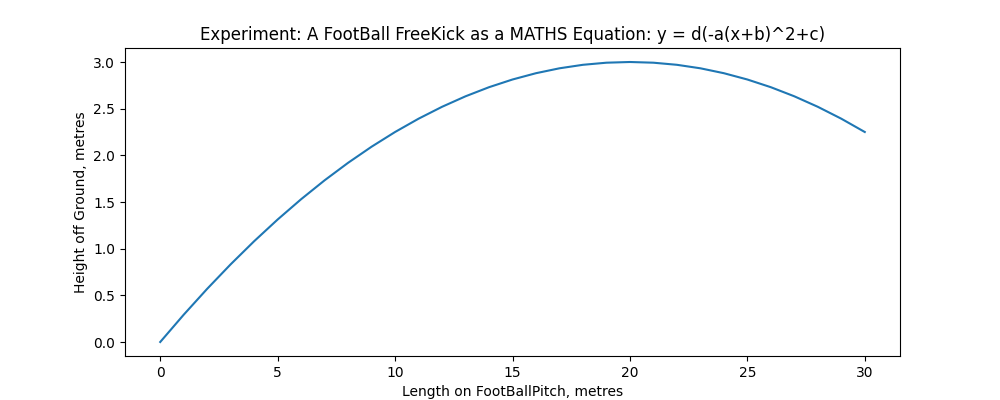 Experiment: A FootBall FreeKick as a MATHS Equation: y = d(-a(x+b)^2+c)
3.0
2.5
2.0
1.5
1.0
0.5
0.0
Height off Ground, metres
0 5 10 15 20 25 30
Length on FootBallPitch, metres